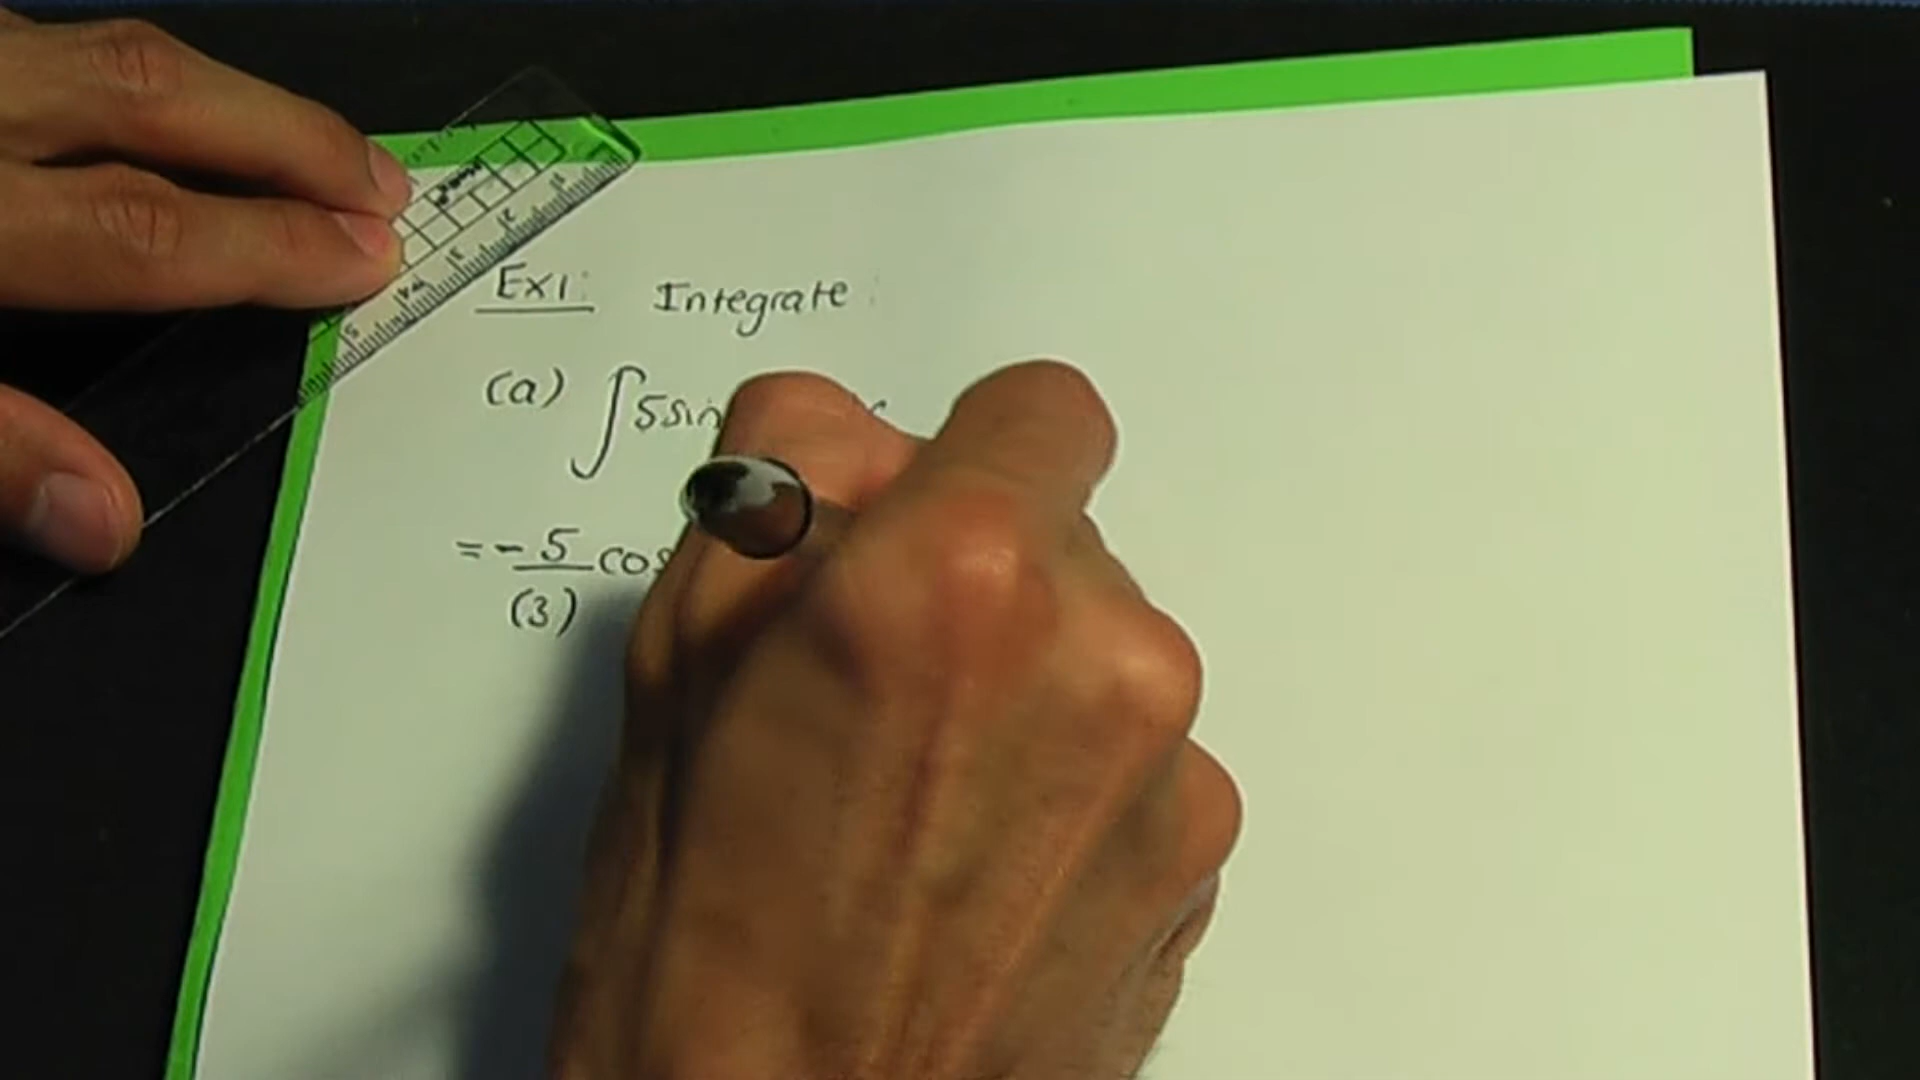 Ex1: Integrate:
(a) ∫5sin
= - 5/(3) cos